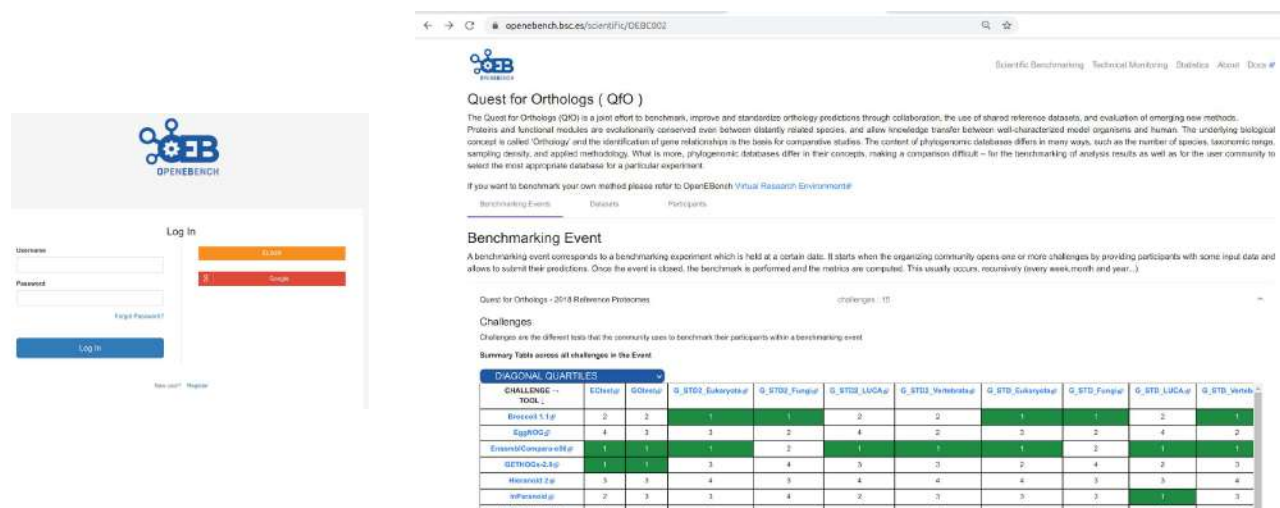 OEB
OPENEBENCH
Log In
Username
ELIXIR
Google
Password
Forgot Password?
Log In
New user? Register
openebench.bsc.es/scientific/OEBC002
OEB
OPENEBENCH
Scientific Benchmarking Technical Monitoring Statistics About Docs
Quest for Orthologs ( QfO )
The Quest for Orthologs (QfO) is a joint effort to benchmark, improve and standardize orthology predictions through collaboration, the use of shared reference datasets, and evaluation of emerging new methods.
Proteins and functional modules are evolutionarily conserved even between distantly related species, and allow knowledge transfer between well-characterized model organisms and human. The underlying biological
concept is called 'Orthology' and the identification of gene relationships is the basis for comparative studies. The content of phylogenomic databases differs in many ways, such as the number of species, taxonomic range,
sampling density, and applied methodology. What is more, phylogenomic databases differ in their concepts, making a comparison difficult – for the benchmarking of analysis results as well as for the user community to
select the most appropriate database for a particular experiment.
If you want to benchmark your own method please refer to OpenEBench Virtual Research Environment
Benchmarking Events Datasets Participants
Benchmarking Event
A benchmarking event corresponds to a benchmarking experiment which is held at a certain date. It starts when the organizing community opens one or more challenges by providing participants with some input data and
allows to submit their predictions. Once the event is closed, the benchmark is performed and the metrics are computed. This usually occurs, recursively (every week,month and year...)
Quest for Orthologs - 2018 Reference Proteomes challenges : 15
Challenges
Challenges are the different tests that the community uses to benchmark their participants within a benchmarking event
Summary Table across all challenges in the Event
DIAGONAL QUARTILES
CHALLENGE → ECtest GOtest G_STD2_Eukaryota G_STD2_Fungi G_STD2_LUCA G_STD2_Vertebrata G_STD_Eukaryota G_STD_Fungi G_STD_LUCA G_STD_Verteb
TOOL ↓
Broccoli 1.1 2 2 1 1 2 2 1 1 2 1
EggNOG 4 3 3 2 4 2 3 2 4 2
EnsemblCompara 1 1 1 2 1 1 1 2 1 1
GETHOGs-2.0 1 1 3 4 3 3 2 4 2 3
Hieranoid 2 3 3 4 3 4 4 4 3 3 4
InParanoid 2 3 3 4 2 3 3 3 1 3